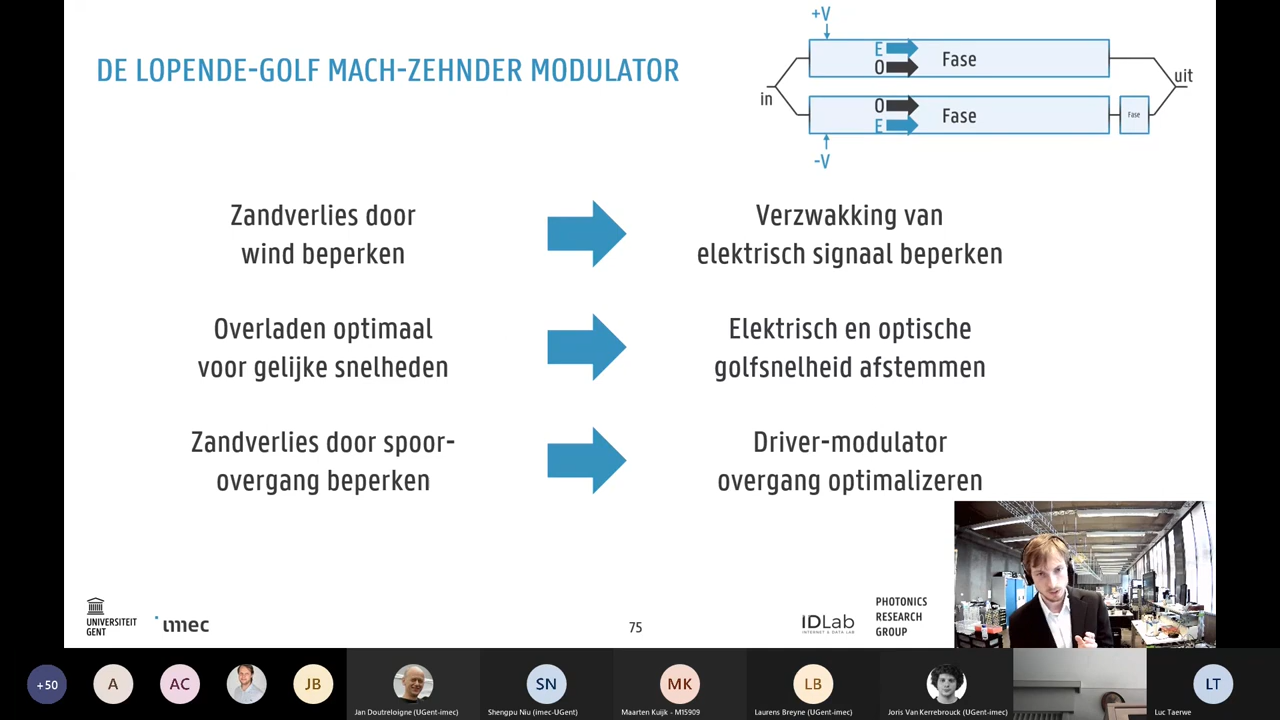 DE LOPENDE-GOLF MACH-ZEHNDER MODULATOR
+V
E
O
Fase
in
uit
O
E
Fase
Fase
-V
Zandverlies door
wind beperken
Verzwakking van
elektrisch signaal beperken
Overladen optimaal
voor gelijke snelheden
Elektrisch en optische
golfsnelheid afstemmen
Zandverlies door spoor-
overgang beperken
Driver-modulator
overgang optimalizeren
UNIVERSITEIT
GENT
imec
75
IDLab
INTERNET & DATA LAB
PHOTONICS
RESEARCH
GROUP
+50
A
AC
JB
Jan Doutreloigne (UGent-imec)
SN
Shengpu Niu (imec-UGent)
MK
Maarten Kuijk - M15909
LB
Laurens Breyne (UGent-imec)
Joris Van Kerrebrouck (UGent-imec)
LT
Luc Taerwe